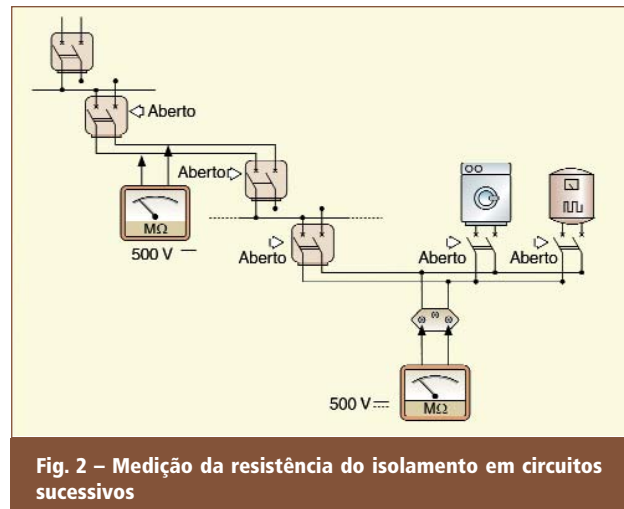 Aberto
Aberto
MΩ
500 V
Aberto
Aberto
Aberto
500 V
MΩ
Fig. 2 – Medição da resistência do isolamento em circuitos
sucessivos